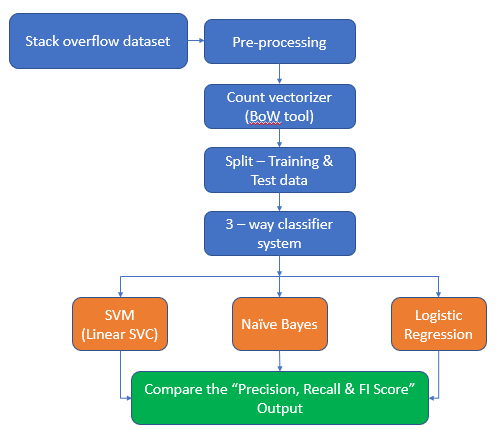 Stack overflow dataset
Pre-processing
Count vectorizer
(BoW tool)
Split – Training &
Test data
3 – way classifier
system
SVM
(Linear SVC)
Naïve Bayes
Logistic
Regression
Compare the “Precision, Recall & FI Score”
Output